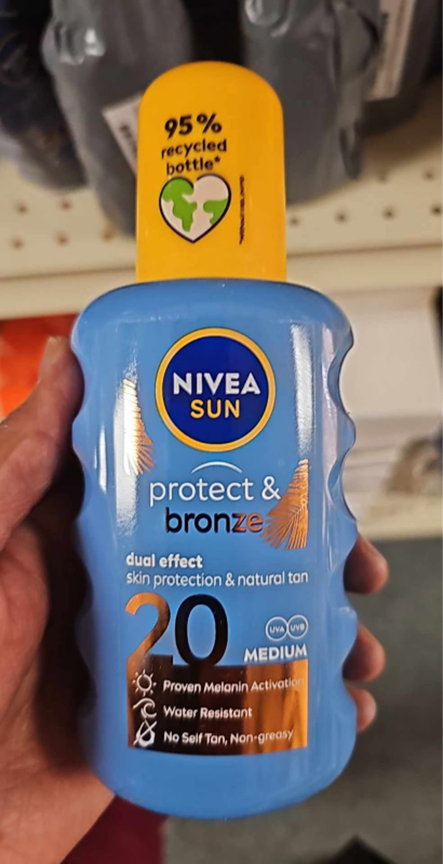 95%
recycled
bottle*
NIVEA
SUN
protect &
bronze
dual effect
skin protection & natural tan
20
UVA UVB
MEDIUM
Proven Melanin Activation
Water Resistant
No Self Tan, Non-greasy